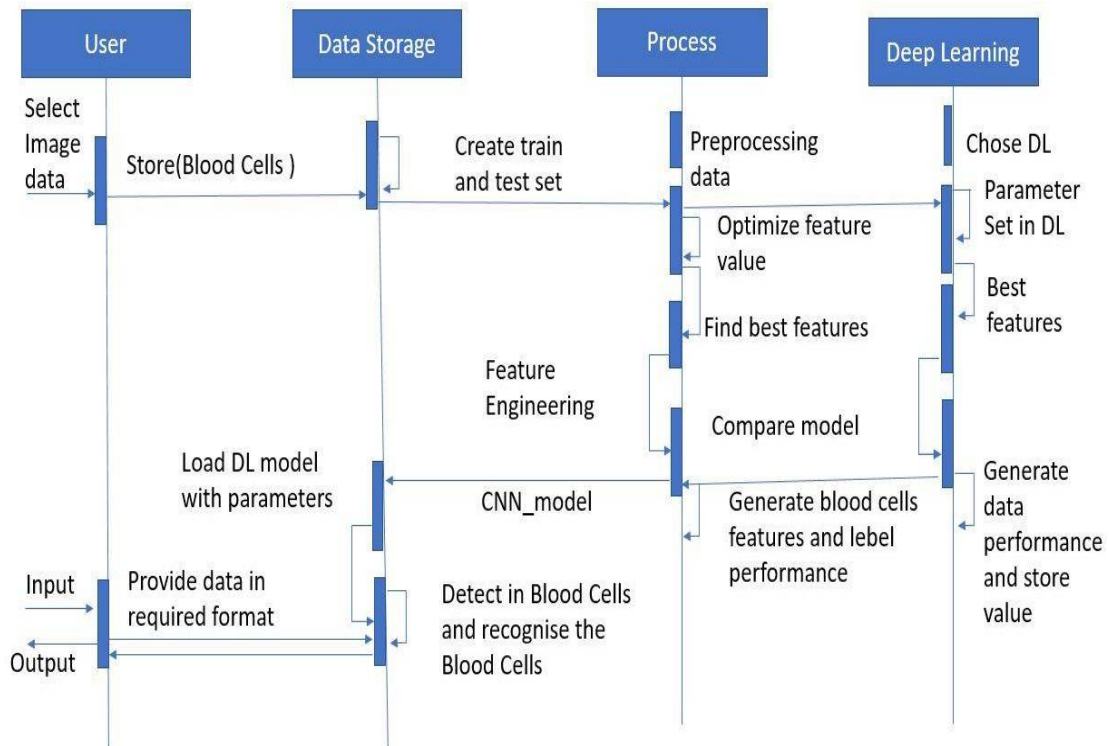 User
Data Storage
Process
Deep Learning
Select
Image
data
Store(Blood Cells )
Create train
and test set
Preprocessing
data
Chose DL
Parameter
Set in DL
Optimize feature
value
Best
features
Find best features
Feature
Engineering
Compare model
Load DL model
with parameters
CNN_model
Generate blood cells
features and lebel
performance
Generate
data
performance
and store
value
Input
Provide data in
required format
Detect in Blood Cells
and recognise the
Blood Cells
Output